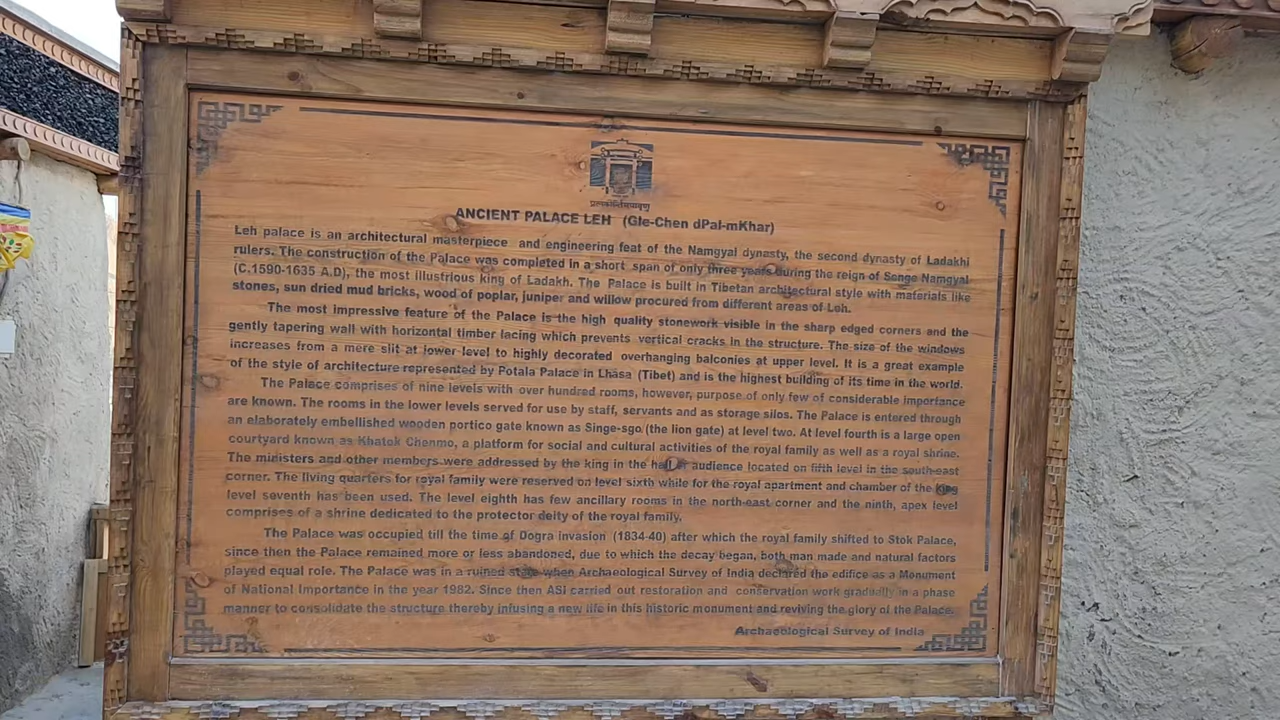 प्रत्नकीर्तिमपावृणु
ANCIENT PALACE LEH (Gle-Chen dPal-mKhar)
Leh palace is an architectural masterpiece and engineering feat of the Namgyal dynasty, the second dynasty of Ladakhi
rulers. The construction of the Palace was completed in a short span of only three years during the reign of Senge Namgyal
(C.1590-1635 A.D), the most illustrious king of Ladakh. The Palace is built in Tibetan architectural style with materials like
stones, sun dried mud bricks, wood of poplar, juniper and willow procured from different areas of Leh.
The most impressive feature of the Palace is the high quality stonework visible in the sharp edged corners and the
gently tapering wall with horizontal timber lacing which prevents vertical cracks in the structure. The size of the windows
increases from a mere slit at lower level to highly decorated overhanging balconies at upper level. It is a great example
of the style of architecture represented by Potala Palace in Lhasa (Tibet) and is the highest building of its time in the world.
The Palace comprises of nine levels with over hundred rooms, however, purpose of only few of considerable importance
are known. The rooms in the lower levels served for use by staff, servants and as storage silos. The Palace is entered through
an elaborately embellished wooden portico gate known as Singe-sgo (the lion gate) at level two. At level fourth is a large open
courtyard known as Khatok Chenmo, a platform for social and cultural activities of the royal family as well as a royal shrine.
The ministers and other members were addressed by the king in the hall of audience located on fifth level in the south-east
corner. The living quarters for royal family were reserved on level sixth while for the royal apartment and chamber of the king
level seventh has been used. The level eighth has few ancillary rooms in the north-east corner and the ninth, apex level
comprises of a shrine dedicated to the protector deity of the royal family.
The Palace was occupied till the time of Dogra invasion (1834-40) after which the royal family shifted to Stok Palace,
since then the Palace remained more or less abandoned, due to which the decay began, both man made and natural factors
played equal role. The Palace was in a ruined state when Archaeological Survey of India declared the edifice as a Monument
of National Importance in the year 1982. Since then ASI carried out restoration and conservation work gradually in a phase
manner to consolidate the structure thereby infusing a new life in this historic monument and reviving the glory of the Palace.
Archaeological Survey of India